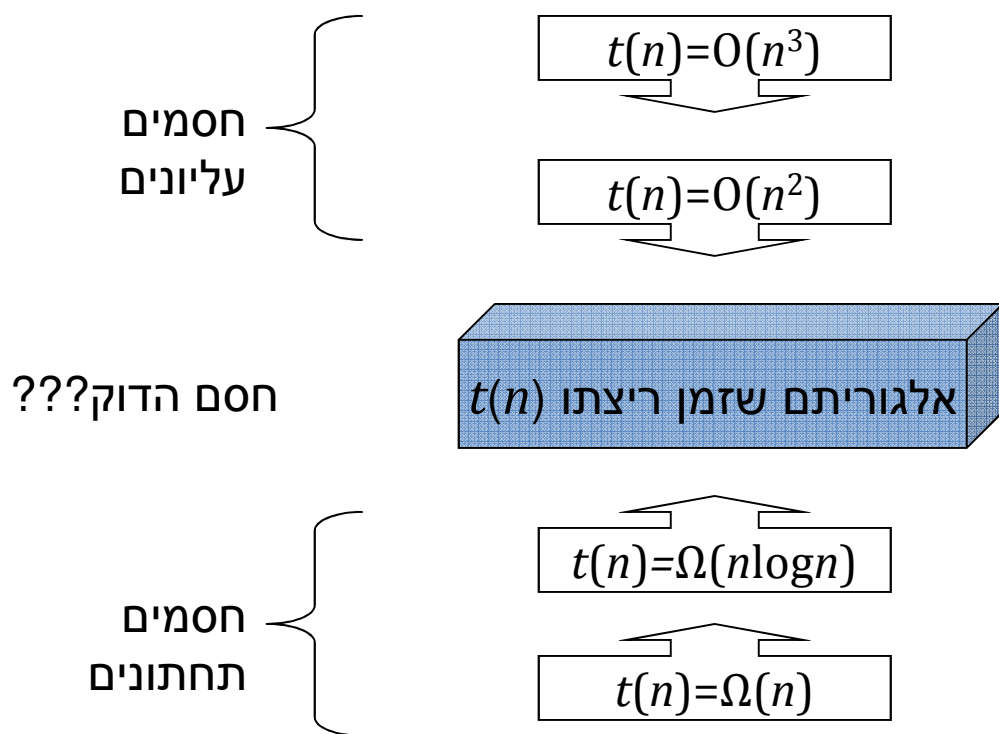 t(n)=O(n³)
חסמים
עליונים
t(n)=O(n²)
אלגוריתם שזמן ריצתו t(n)
חסם הדוק???
t(n)=Ω(nlogn)
חסמים
תחתונים
t(n)=Ω(n)